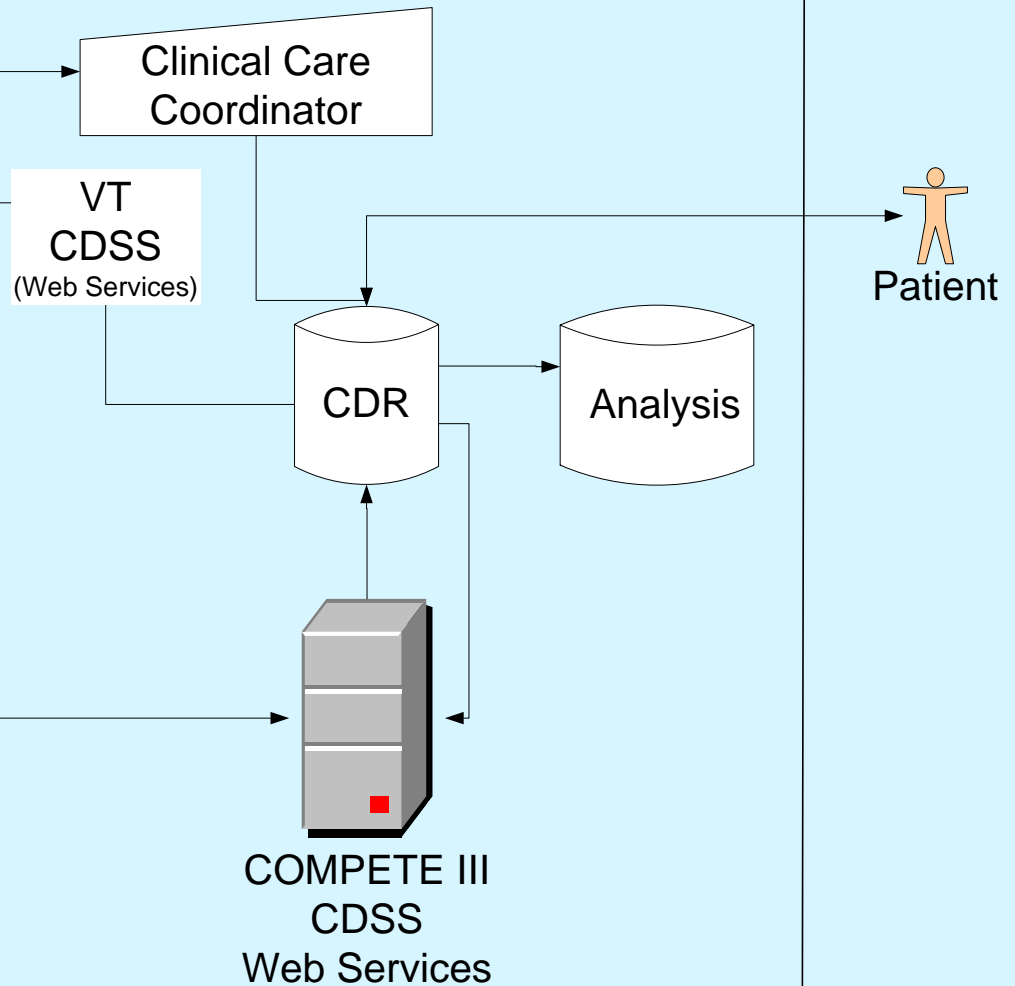 Clinical Care
Coordinator
VT
CDSS
(Web Services)
Patient
CDR
Analysis
COMPETE III
CDSS
Web Services